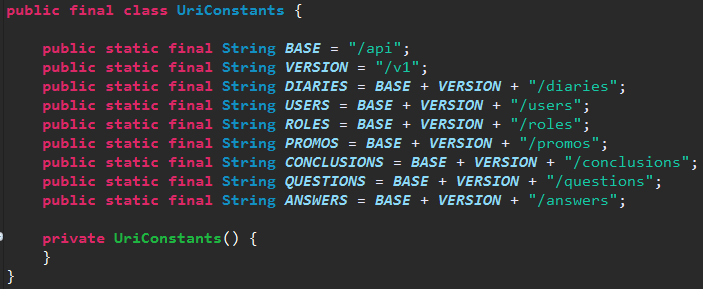 public final class UriConstants {
public static final String BASE = "/api";
public static final String VERSION = "/v1";
public static final String DIARIES = BASE + VERSION + "/diaries";
public static final String USERS = BASE + VERSION + "/users";
public static final String ROLES = BASE + VERSION + "/roles";
public static final String PROMOS = BASE + VERSION + "/promos";
public static final String CONCLUSIONS = BASE + VERSION + "/conclusions";
public static final String QUESTIONS = BASE + VERSION + "/questions";
public static final String ANSWERS = BASE + VERSION + "/answers";
private UriConstants() {
}
}